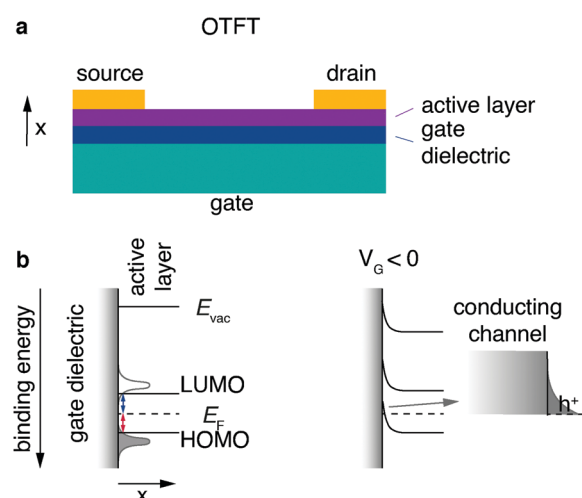 a
OTFT
source
drain
x
active layer
gate
dielectric
gate
b
binding energy
gate dielectric
active
layer
E_vac
LUMO
E_F
HOMO
x
V_G < 0
conducting
channel
h⁺